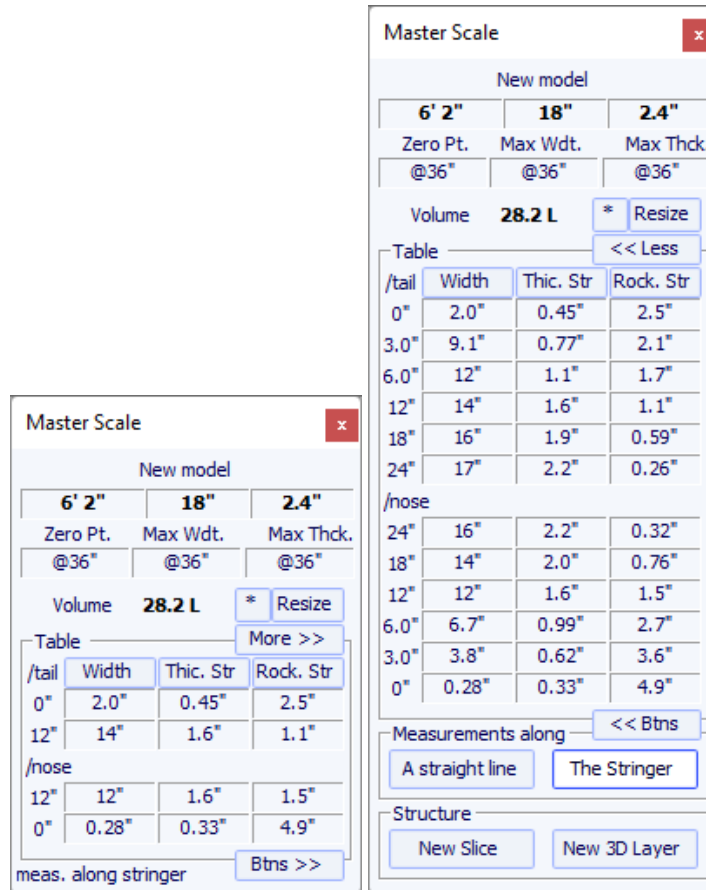 Master Scale
x
New model
6' 2" 18" 2.4"
Zero Pt. Max Wdt. Max Thck.
@36" @36" @36"
Volume 28.2 L * Resize
Table More >>
/tail Width Thic. Str Rock. Str
0" 2.0" 0.45" 2.5"
12" 14" 1.6" 1.1"
/nose
12" 12" 1.6" 1.5"
0" 0.28" 0.33" 4.9"
meas. along stringer Btns >>
Master Scale
x
New model
6' 2" 18" 2.4"
Zero Pt. Max Wdt. Max Thck
@36" @36" @36"
Volume 28.2 L * Resize
Table << Less
/tail Width Thic. Str Rock. Str
0" 2.0" 0.45" 2.5"
3.0" 9.1" 0.77" 2.1"
6.0" 12" 1.1" 1.7"
12" 14" 1.6" 1.1"
18" 16" 1.9" 0.59"
24" 17" 2.2" 0.26"
/nose
24" 16" 2.2" 0.32"
18" 14" 2.0" 0.76"
12" 12" 1.6" 1.5"
6.0" 6.7" 0.99" 2.7"
3.0" 3.8" 0.62" 3.6"
0" 0.28" 0.33" 4.9"
Measurements along << Btns
A straight line The Stringer
Structure
New Slice New 3D Layer